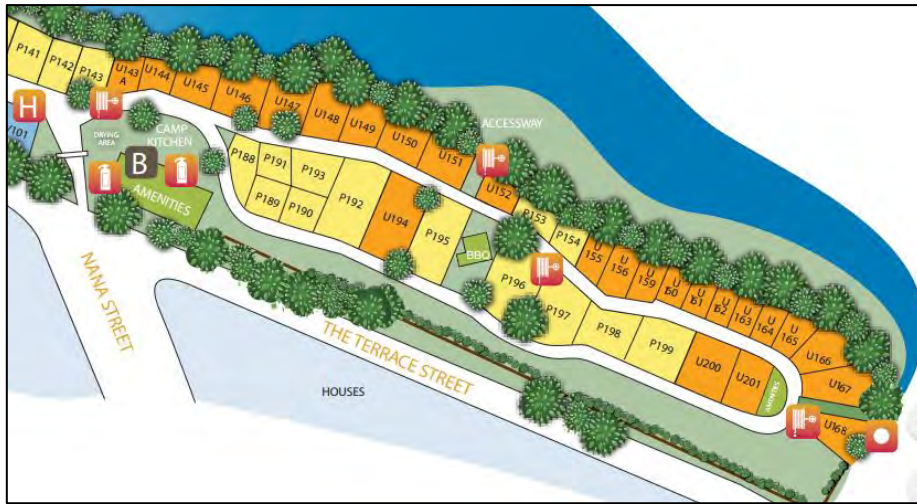 P141
P142
P143
U143
A
U144
U145
U146
U147
U148
U149
U150
U151
ACCESSWAY
U152
P153
P154
U
155
U
156
U
159
U
160
U
161
U
162
U
163
U
164
U
165
U166
U167
U168
H
V101
DRYING
AREA
CAMP
KITCHEN
B
AMENITIES
P188
P191
P193
P189
P190
P192
U194
P195
BBQ
P196
P197
P198
P199
U200
U201
AMENITIES
NANA STREET
THE TERRACE STREET
HOUSES